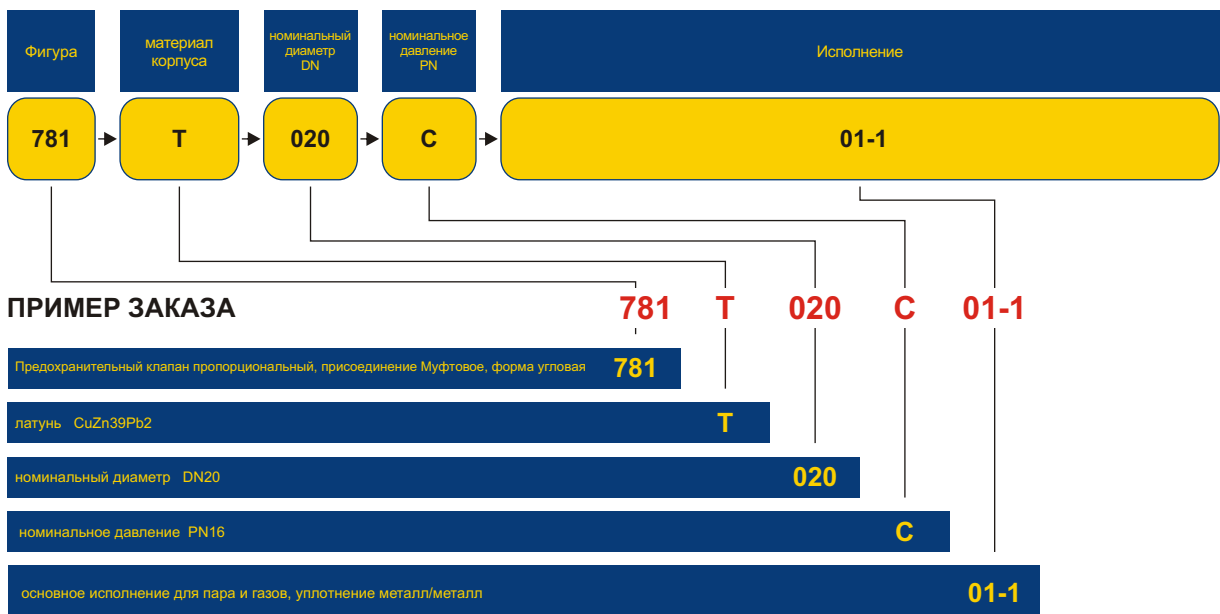 Фигура
материал
корпуса
номинальный
диаметр
DN
номинальное
давление
PN
Исполнение
781
T
020
C
01-1
ПРИМЕР ЗАКАЗА
781 T 020 C 01-1
Предохранительный клапан пропорциональный, присоединение Муфтовое, форма угловая 781
латунь CuZn39Pb2 T
номинальный диаметр DN20 020
номинальное давление PN16 C
основное исполнение для пара и газов, уплотнение металл/металл 01-1